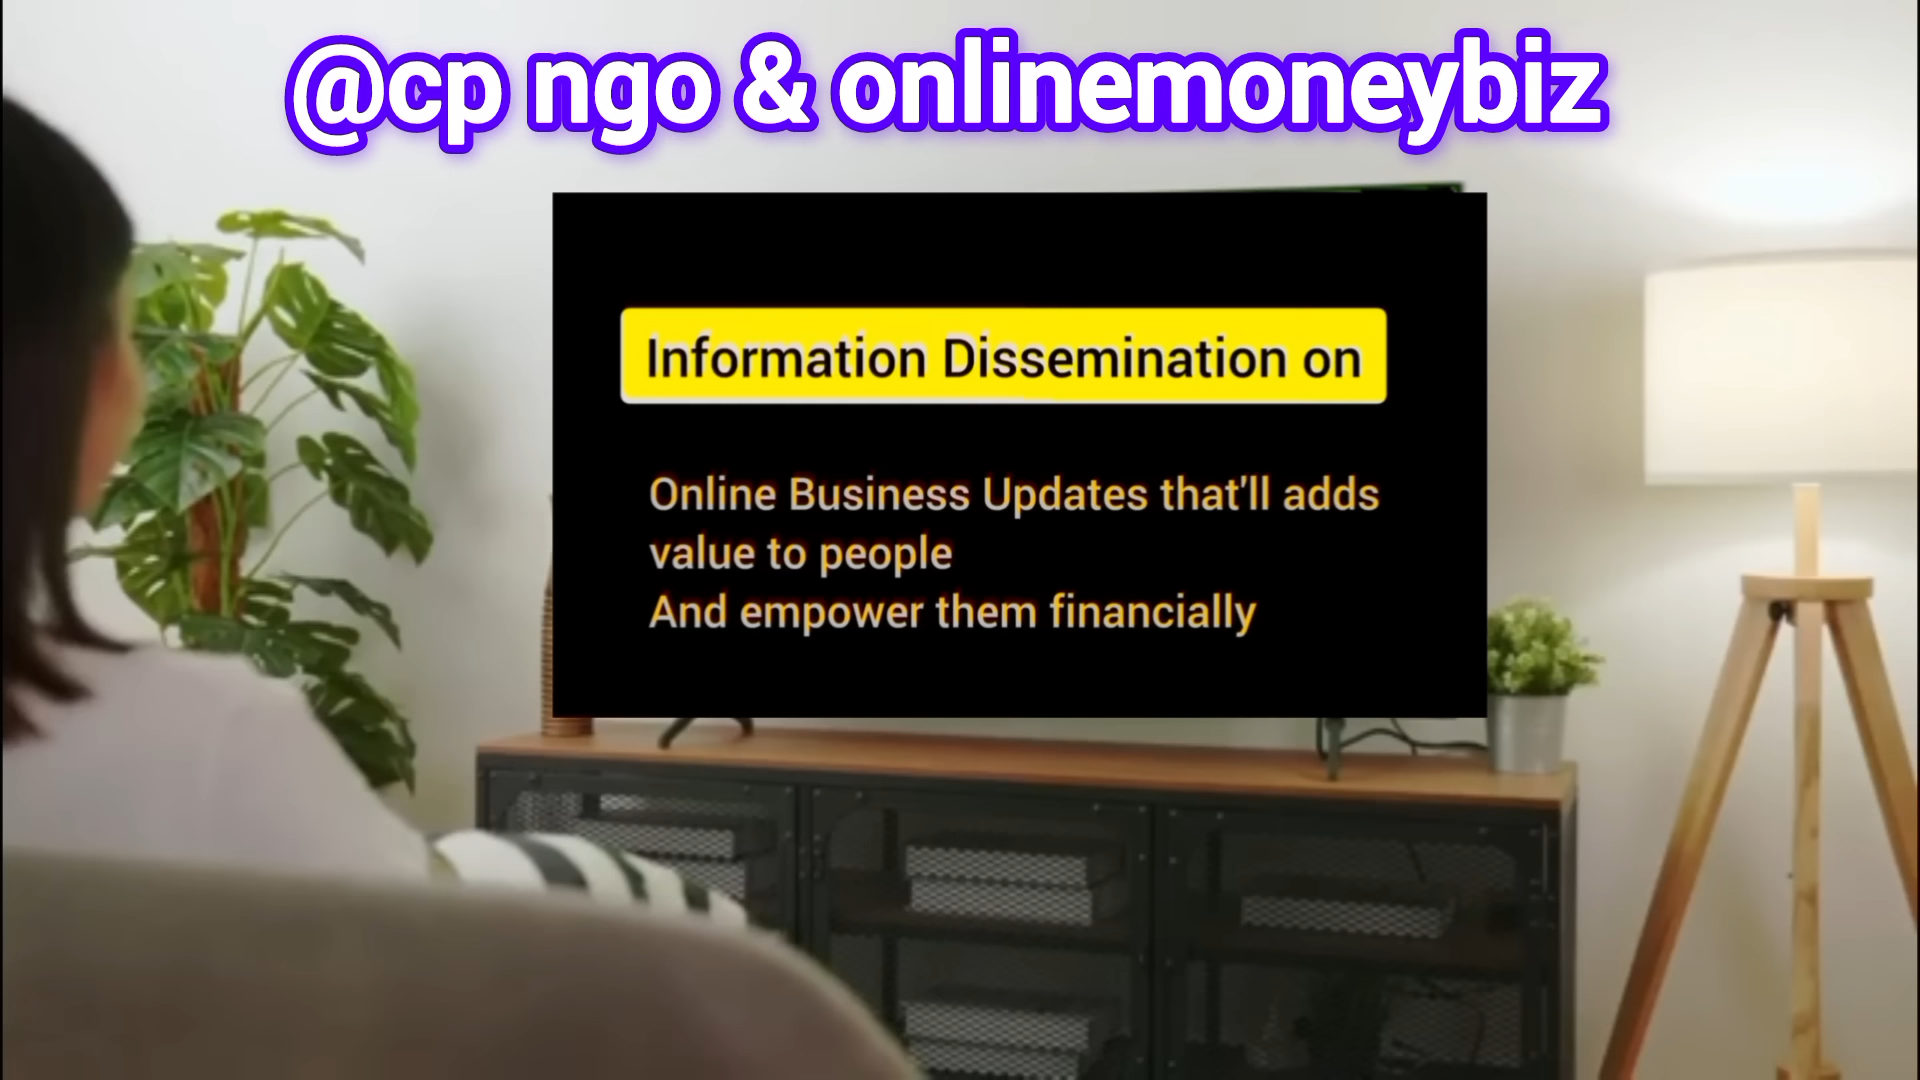 @cp ngo & onlinemoneybiz
Information Dissemination on
Online Business Updates that'll adds
value to people
And empower them financially